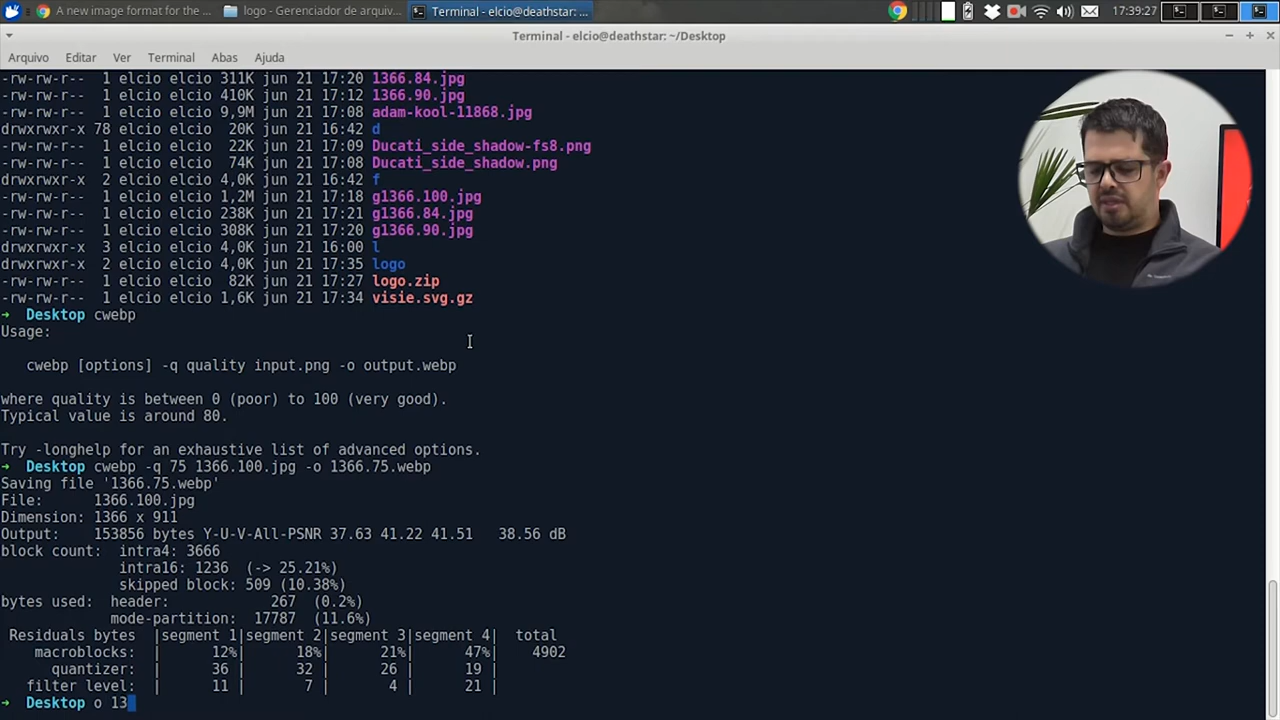 A new image format for the ...
logo - Gerenciador de arquiv...
Terminal - elcio@deathstar: ...
17:39:27
Terminal - elcio@deathstar: ~/Desktop
Arquivo Editar Ver Terminal Abas Ajuda
-rw-rw-r-- 1 elcio elcio 311K jun 21 17:20 1366.84.jpg
-rw-rw-r-- 1 elcio elcio 410K jun 21 17:12 1366.90.jpg
-rw-rw-r-- 1 elcio elcio 9,9M jun 21 17:08 adam-kool-11868.jpg
drwxrwxr-x 78 elcio elcio 20K jun 21 16:42 d
-rw-rw-r-- 1 elcio elcio 22K jun 21 17:09 Ducati_side_shadow-fs8.png
-rw-rw-r-- 1 elcio elcio 74K jun 21 17:08 Ducati_side_shadow.png
drwxrwxr-x 2 elcio elcio 4,0K jun 21 16:42 f
-rw-rw-r-- 1 elcio elcio 1,2M jun 21 17:18 g1366.100.jpg
-rw-rw-r-- 1 elcio elcio 238K jun 21 17:21 g1366.84.jpg
-rw-rw-r-- 1 elcio elcio 308K jun 21 17:20 g1366.90.jpg
drwxrwxr-x 3 elcio elcio 4,0K jun 21 16:00 l
drwxrwxr-x 2 elcio elcio 4,0K jun 21 17:35 logo
-rw-rw-r-- 1 elcio elcio 82K jun 21 17:27 logo.zip
-rw-rw-r-- 1 elcio elcio 1,6K jun 21 17:34 visie.svg.gz
→ Desktop cwebp
Usage:
cwebp [options] -q quality input.png -o output.webp
where quality is between 0 (poor) to 100 (very good).
Typical value is around 80.
Try -longhelp for an exhaustive list of advanced options.
→ Desktop cwebp -q 75 1366.100.jpg -o 1366.75.webp
Saving file '1366.75.webp'
File: 1366.100.jpg
Dimension: 1366 x 911
Output: 153856 bytes Y-U-V-All-PSNR 37.63 41.22 41.51 38.56 dB
block count: intra4: 3666
intra16: 1236 (-> 25.21%)
skipped block: 509 (10.38%)
bytes used: header: 267 (0.2%)
mode-partition: 17787 (11.6%)
Residuals bytes |segment 1|segment 2|segment 3|segment 4| total
macroblocks: | 12%| 18%| 21%| 47%| 4902
quantizer: | 36 | 32 | 26 | 19 |
filter level: | 11 | 7 | 4 | 21 |
→ Desktop o 13